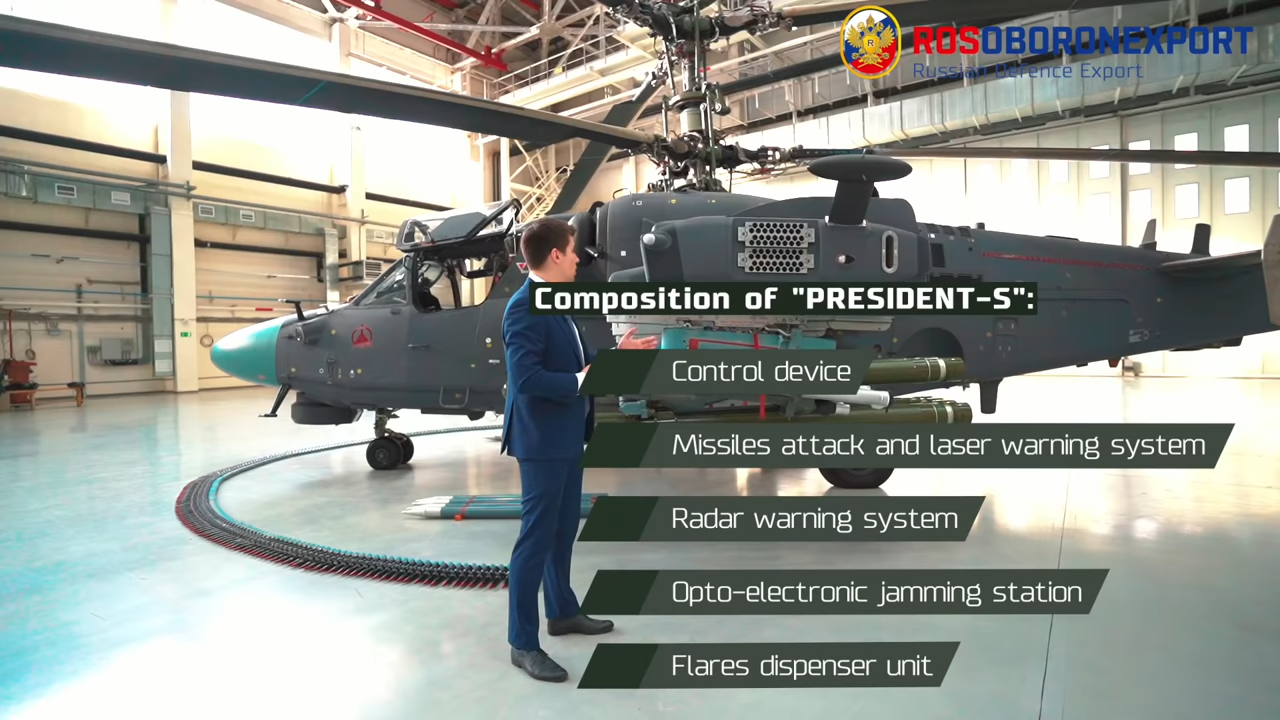 ROSOBORONEXPORT
Russian Defence Export
Composition of "PRESIDENT-S":
Control device
Missiles attack and laser warning system
Radar warning system
Opto-electronic jamming station
Flares dispenser unit